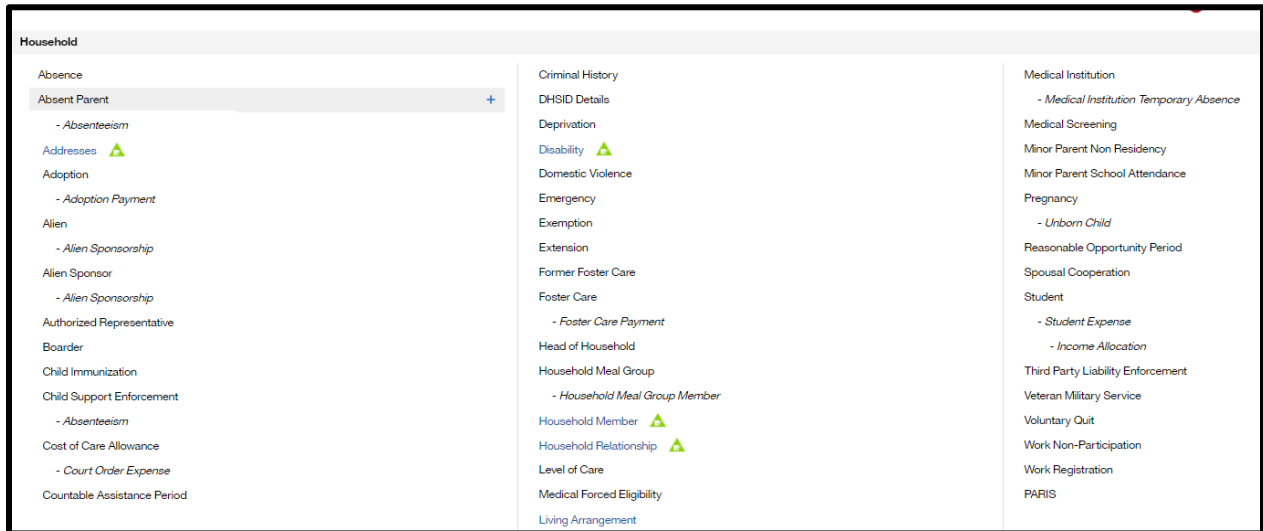 Household
Absence
Absent Parent +
- Absenteeism
Addresses
Adoption
- Adoption Payment
Alien
- Alien Sponsorship
Alien Sponsor
- Alien Sponsorship
Authorized Representative
Boarder
Child Immunization
Child Support Enforcement
- Absenteeism
Cost of Care Allowance
- Court Order Expense
Countable Assistance Period
Criminal History
DHSID Details
Deprivation
Disability
Domestic Violence
Emergency
Exemption
Extension
Former Foster Care
Foster Care
- Foster Care Payment
Head of Household
Household Meal Group
- Household Meal Group Member
Household Member
Household Relationship
Level of Care
Medical Forced Eligibility
Living Arrangement
Medical Institution
- Medical Institution Temporary Absence
Medical Screening
Minor Parent Non Residency
Minor Parent School Attendance
Pregnancy
- Unborn Child
Reasonable Opportunity Period
Spousal Cooperation
Student
- Student Expense
- Income Allocation
Third Party Liability Enforcement
Veteran Military Service
Voluntary Quit
Work Non-Participation
Work Registration
PARIS